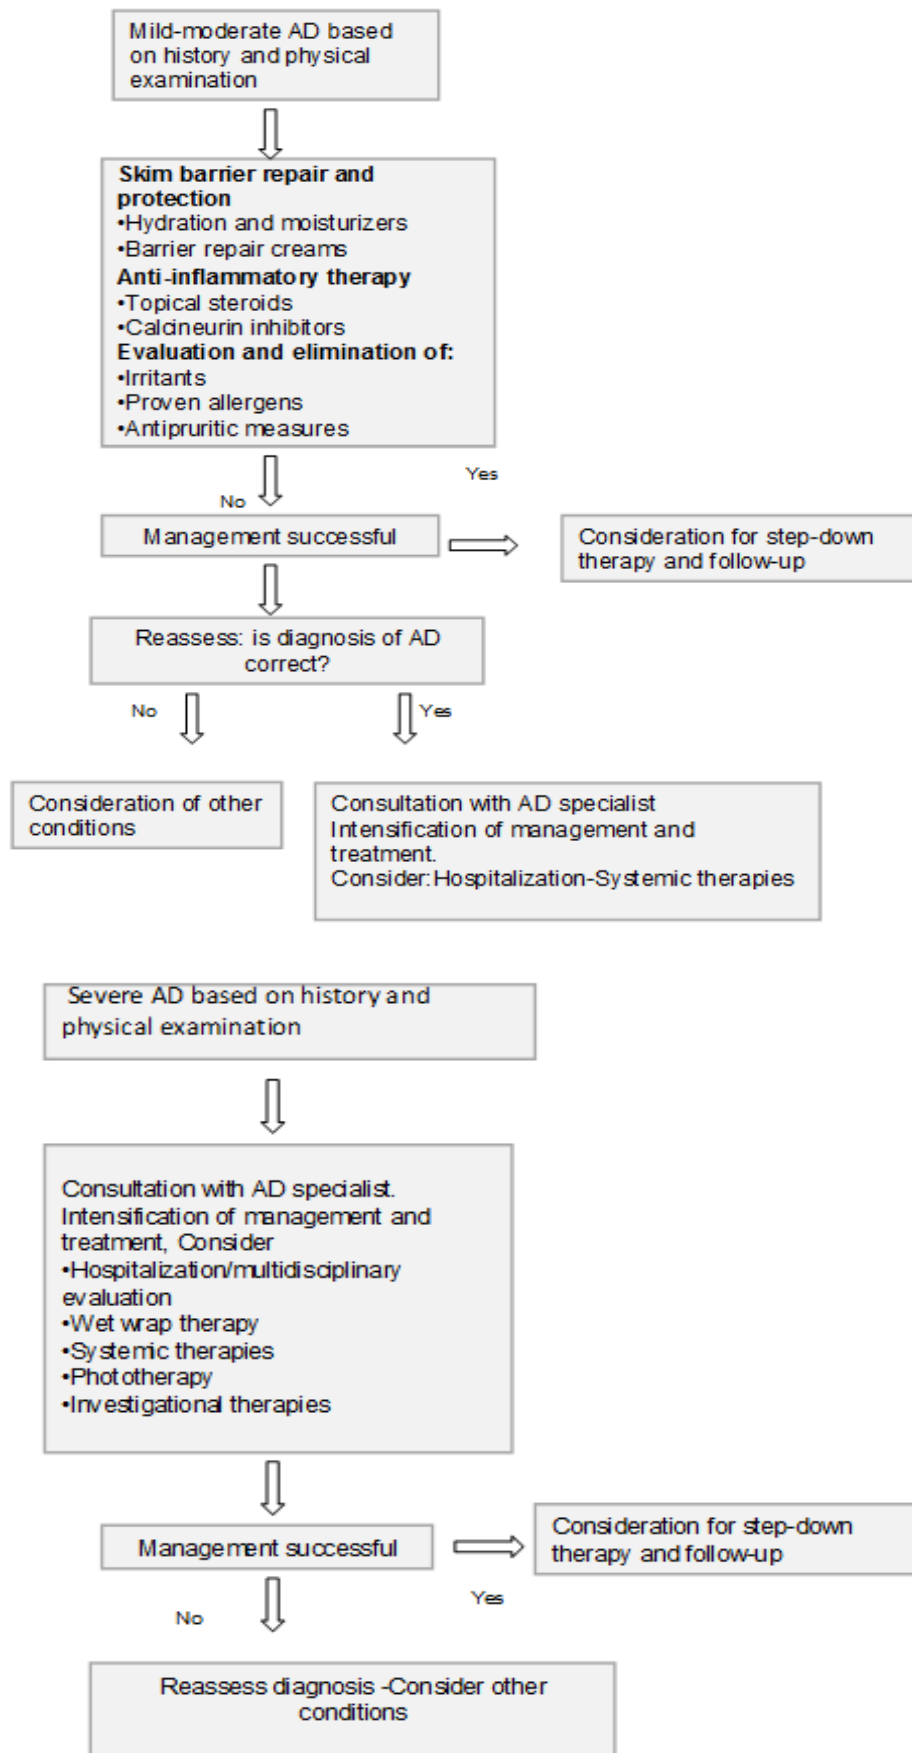 Mild-moderate AD based
on history and physical
examination
Skim barrier repair and
protection
•Hydration and moisturizers
•Barrier repair creams
Anti-inflammatory therapy
•Topical steroids
•Calcineurin inhibitors
Evaluation and elimination of:
•Irritants
•Proven allergens
•Antipruritic measures
Yes
No
Management successful
Consideration for step-down
therapy and follow-up
Reassess: is diagnosis of AD
correct?
No
Yes
Consideration of other
conditions
Consultation with AD specialist
Intensification of management and
treatment.
Consider:Hospitalization-Systemic therapies
Severe AD based on history and
physical examination
Consultation with AD specialist.
Intensification of management and
treatment, Consider
•Hospitalization/multidisciplinary
evaluation
•Wet wrap therapy
•Systemic therapies
•Phototherapy
•Investigational therapies
Management successful
Consideration for step-down
therapy and follow-up
Yes
No
Reassess diagnosis -Consider other
conditions